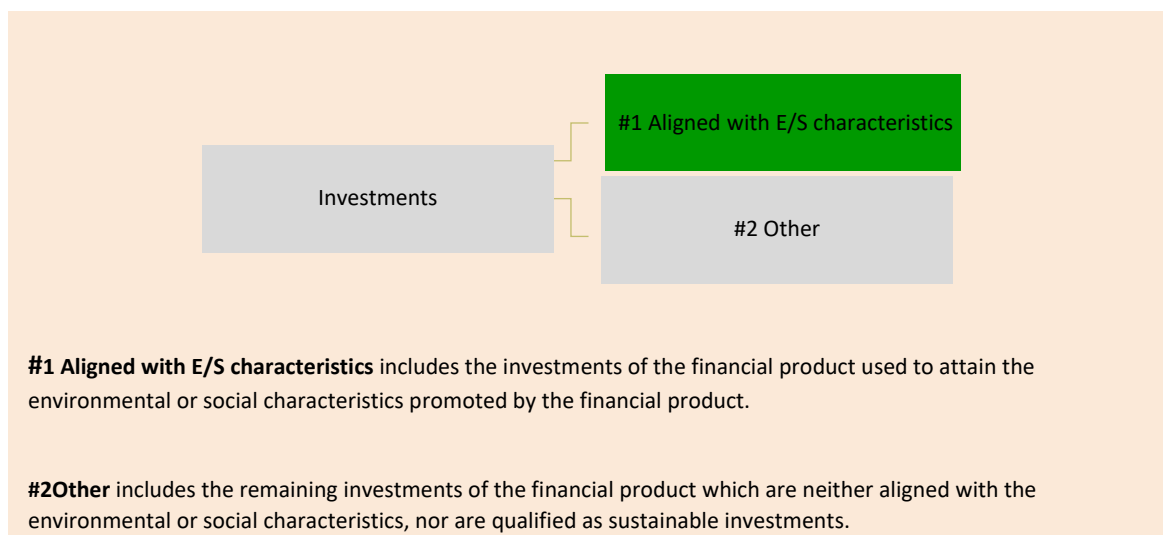 #1 Aligned with E/S characteristics
Investments
#2 Other
#1 Aligned with E/S characteristics includes the investments of the financial product used to attain the
environmental or social characteristics promoted by the financial product.
#2Other includes the remaining investments of the financial product which are neither aligned with the
environmental or social characteristics, nor are qualified as sustainable investments.